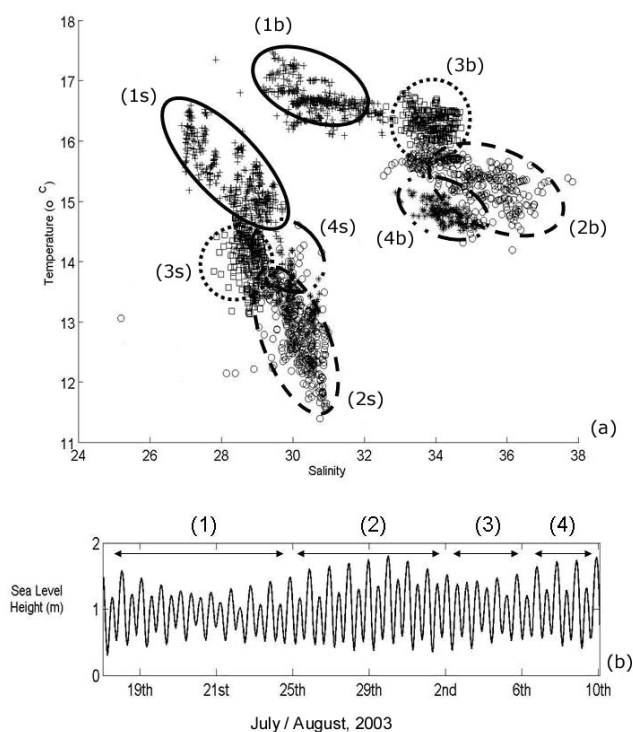 18
17
16
15
14
13
12
11
Temperature (o C)
(1b)
(1s)
(3b)
(4s)
(4b)
(2b)
(3s)
(2s)
24 26 28 30 32 34 36 38
Salinity
(a)
(1) (2) (3) (4)
2
1
0
Sea Level
Height (m)
(b)
19th 21st 25th 29th 2nd 6th 10th
July / August, 2003